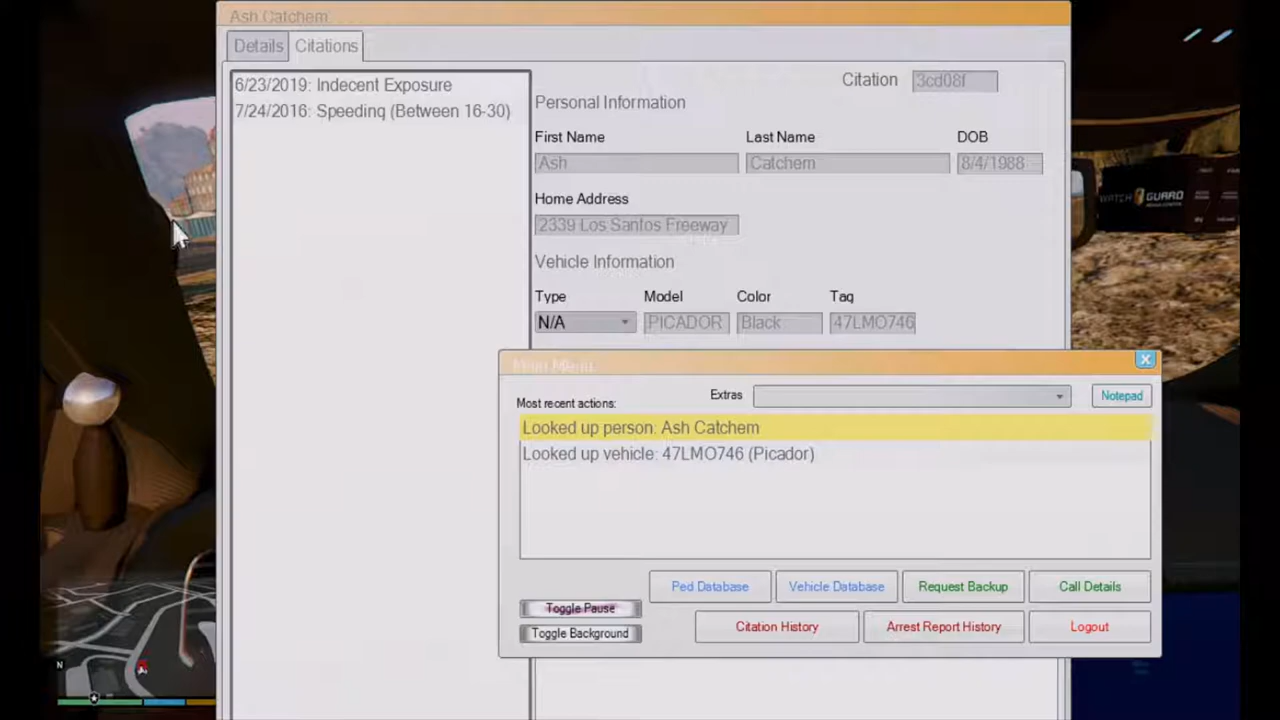 Ash Catchem
Details Citations
6/23/2019: Indecent Exposure
7/24/2016: Speeding (Between 16-30)
Citation 3cd08f
Personal Information
First Name Last Name DOB
Ash Catchem 8/4/1988
Home Address
2339 Los Santos Freeway
Vehicle Information
Type Model Color Tag
N/A PICADOR Black 47LMO746
WATCH GUARD
Main Menu
Most recent actions:
Extras
Notepad
Looked up person: Ash Catchem
Looked up vehicle: 47LMO746 (Picador)
Ped Database Vehicle Database Request Backup Call Details
Toggle Pause
Toggle Background
Citation History Arrest Report History Logout
N